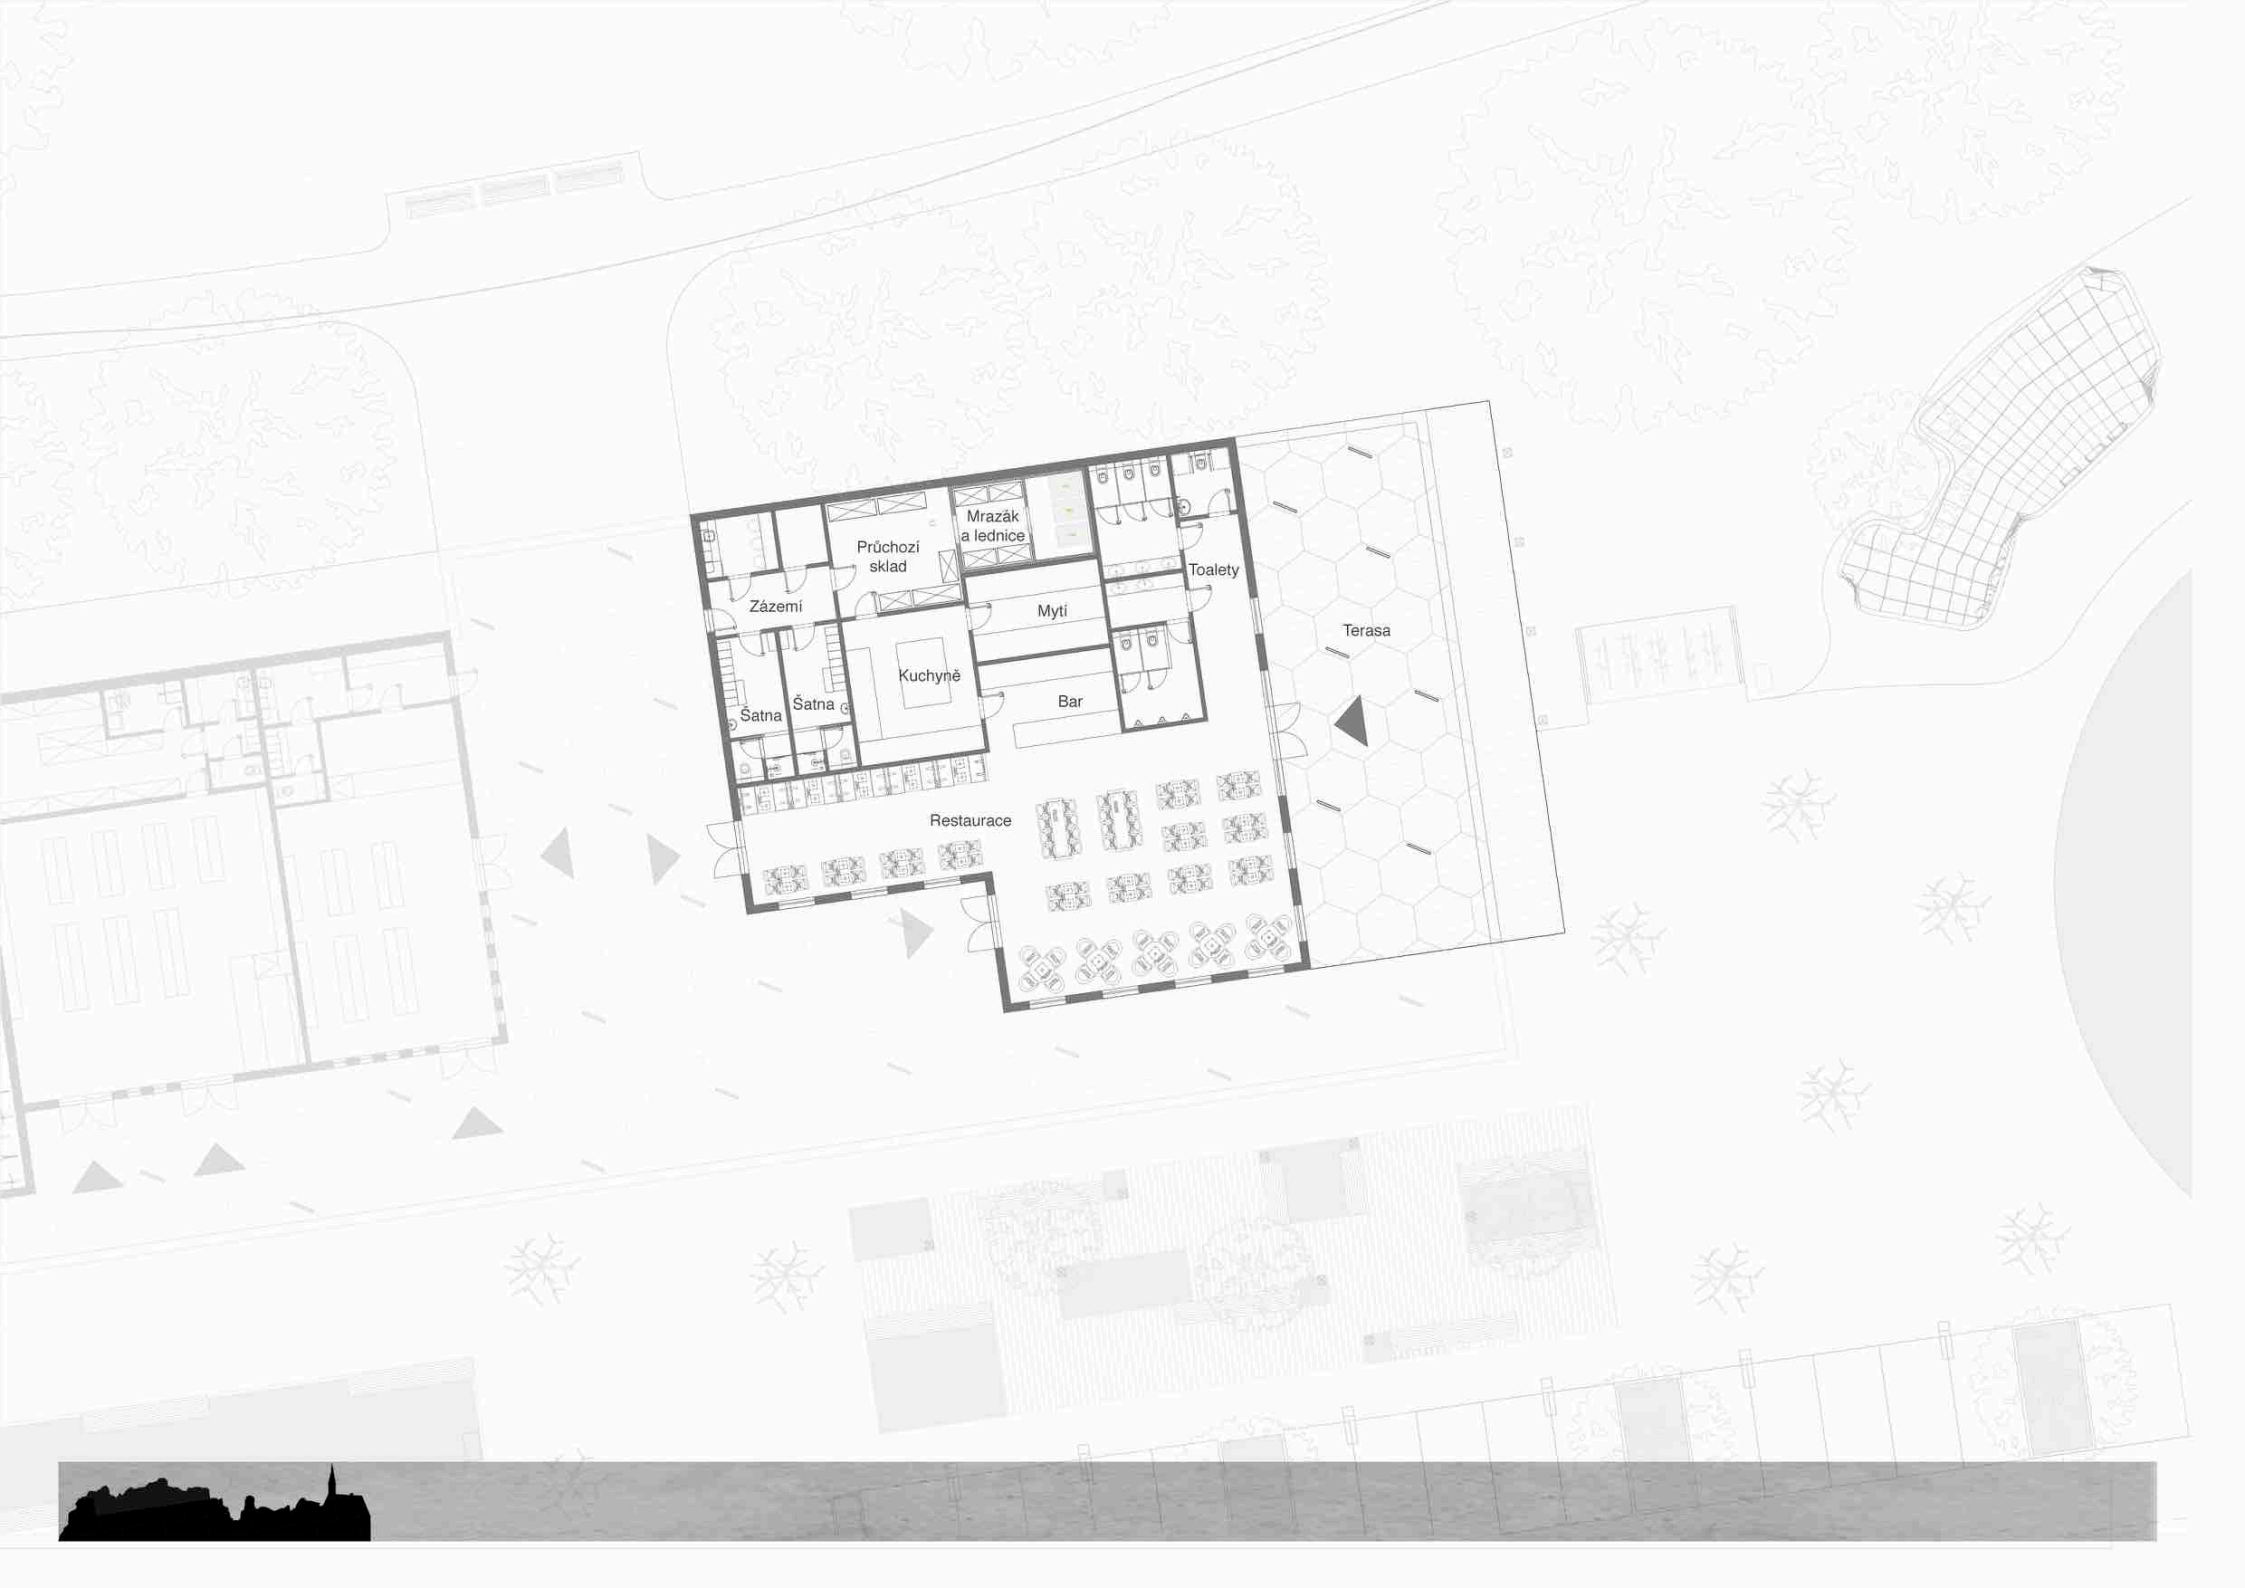 Mrazák
a lednice
Průchozí
sklad
Toalety
Zázemí
Mytí
Terasa
Kuchyně
Šatna
Šatna
Bar
Restaurace